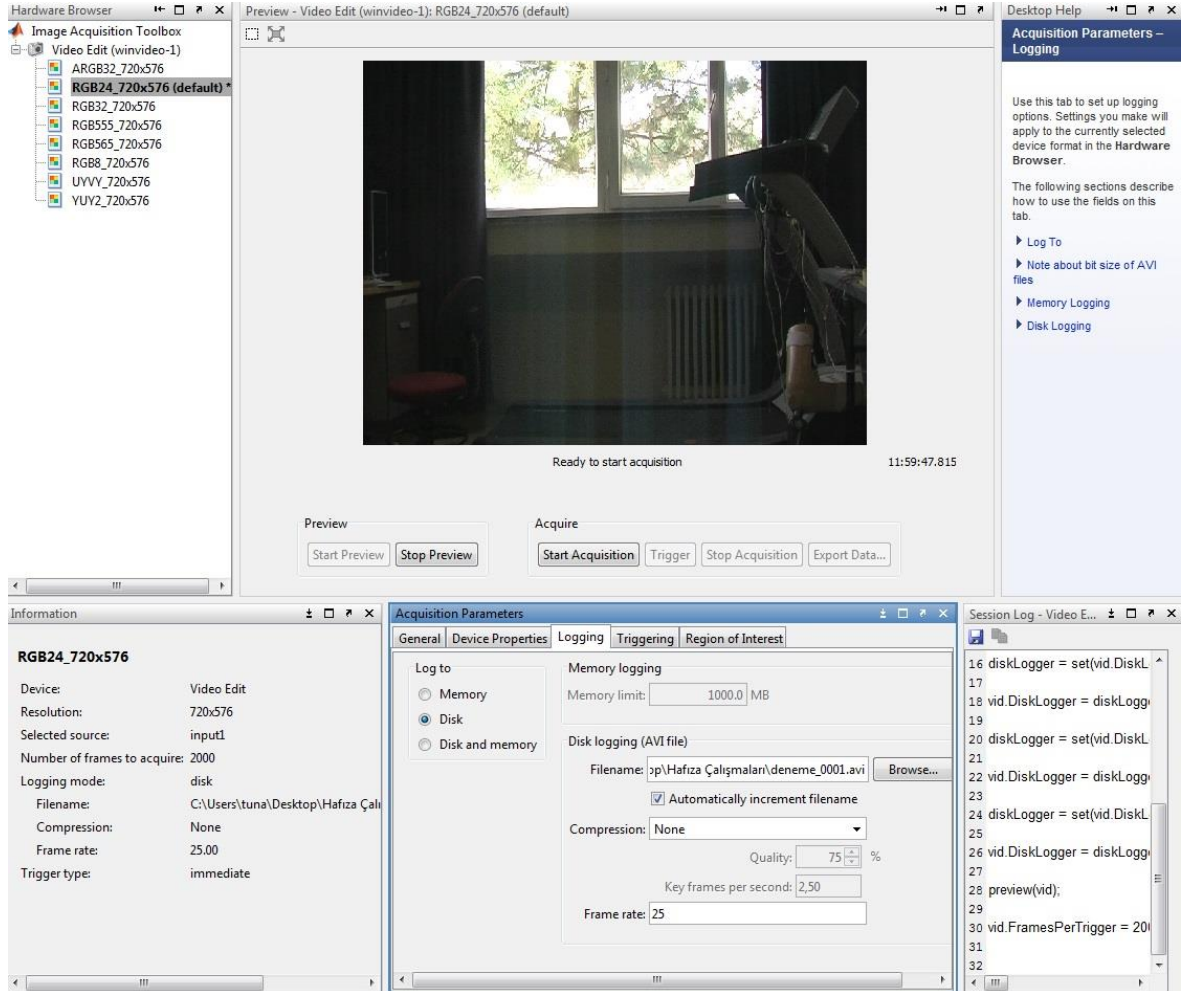 Hardware Browser
Image Acquisition Toolbox
Video Edit (winvideo-1)
ARGB32_720x576
RGB24_720x576 (default) *
RGB32_720x576
RGB555_720x576
RGB565_720x576
RGB8_720x576
UYVY_720x576
YUY2_720x576
Preview - Video Edit (winvideo-1): RGB24_720x576 (default)
Ready to start acquisition 11:59:47.815
Preview
Start Preview Stop Preview
Acquire
Start Acquisition Trigger Stop Acquisition Export Data...
Desktop Help
Acquisition Parameters –
Logging
Use this tab to set up logging
options. Settings you make will
apply to the currently selected
device format in the Hardware
Browser.
The following sections describe
how to use the fields on this
tab.
Log To
Note about bit size of AVI
files
Memory Logging
Disk Logging
Information
RGB24_720x576
Device: Video Edit
Resolution: 720x576
Selected source: input1
Number of frames to acquire: 2000
Logging mode: disk
Filename: C:\Users\tuna\Desktop\Hafıza Çalı
Compression: None
Frame rate: 25.00
Trigger type: immediate
Acquisition Parameters
General Device Properties Logging Triggering Region of Interest
Log to
Memory
Disk
Disk and memory
Memory logging
Memory limit: 1000.0 MB
Disk logging (AVI file)
Filename: op\Hafıza Çalışmaları\deneme_0001.avi Browse...
Automatically increment filename
Compression: None
Quality: 75 %
Key frames per second: 2,50
Frame rate: 25
Session Log - Video E...
16 diskLogger = set(vid.DiskL
17
18 vid.DiskLogger = diskLogg
19
20 diskLogger = set(vid.DiskL
21
22 vid.DiskLogger = diskLogg
23
24 diskLogger = set(vid.DiskL
25
26 vid.DiskLogger = diskLogg
27
28 preview(vid);
29
30 vid.FramesPerTrigger = 20
31
32